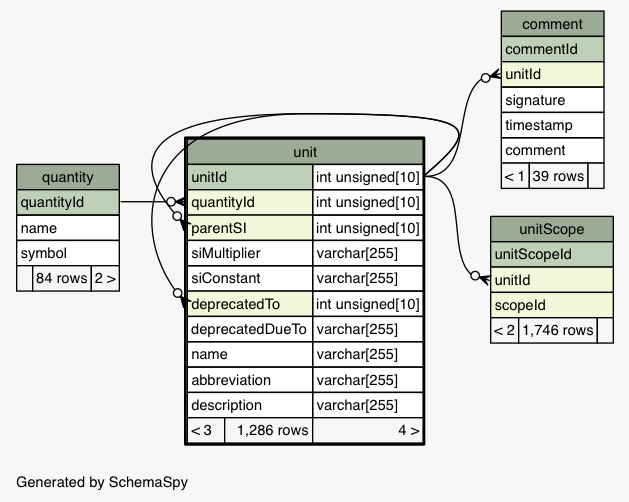 comment
commentId
unitId
signature
timestamp
comment
< 1 39 rows
quantity
quantityId
name
symbol
84 rows 2 >
unit
unitId int unsigned[10]
quantityId int unsigned[10]
parentSI int unsigned[10]
siMultiplier varchar[255]
siConstant varchar[255]
deprecatedTo int unsigned[10]
deprecatedDueTo varchar[255]
name varchar[255]
abbreviation varchar[255]
description varchar[255]
< 3 1,286 rows 4 >
unitScope
unitScopeId
unitId
scopeId
< 2 1,746 rows
Generated by SchemaSpy